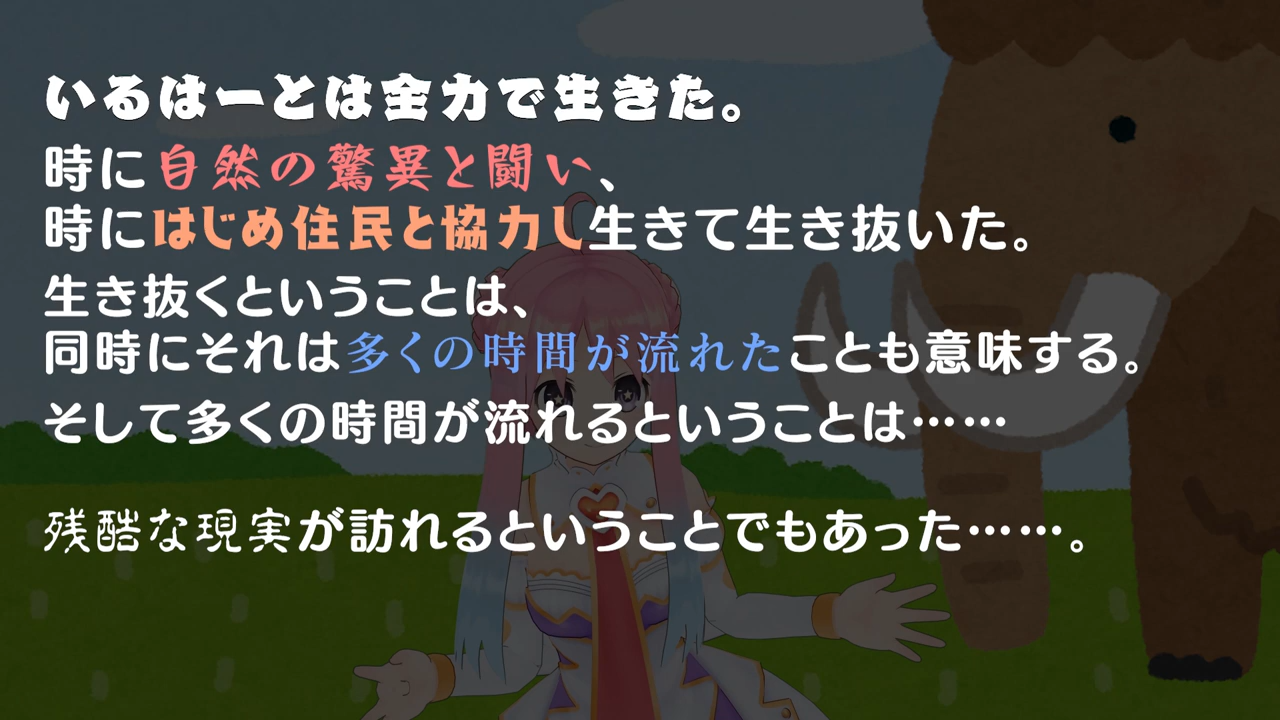 いるはーとは全力で生きた。
時に自然の驚異と闘い、
時にはじめ住民と協力し生きて生き抜いた。
生き抜くということは、
同時にそれは多くの時間が流れたことも意味する。
そして多くの時間が流れるということは……
残酷な現実が訪れるということでもあった……。